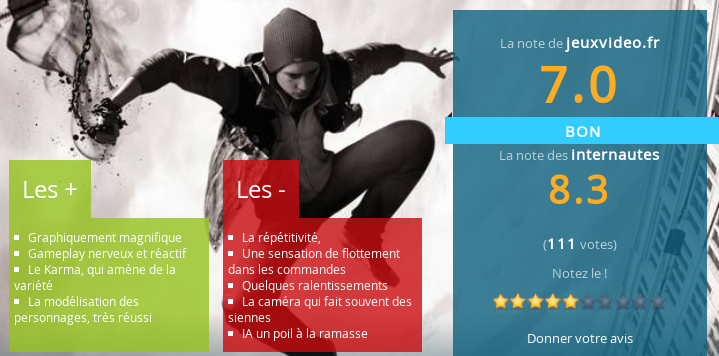 Les +
Graphiquement magnifique
Gameplay nerveux et réactif
Le Karma, qui amène de la
variété
La modélisation des
personnages, très réussi
Les -
La répétitivité,
Une sensation de flottement
dans les commandes
Quelques ralentissements
La caméra qui fait souvent des
siennes
IA un poil à la ramasse
La note de jeuxvideo.fr
7.0
BON
La note des internautes
8.3
(111 votes)
Notez le !
Donner votre avis